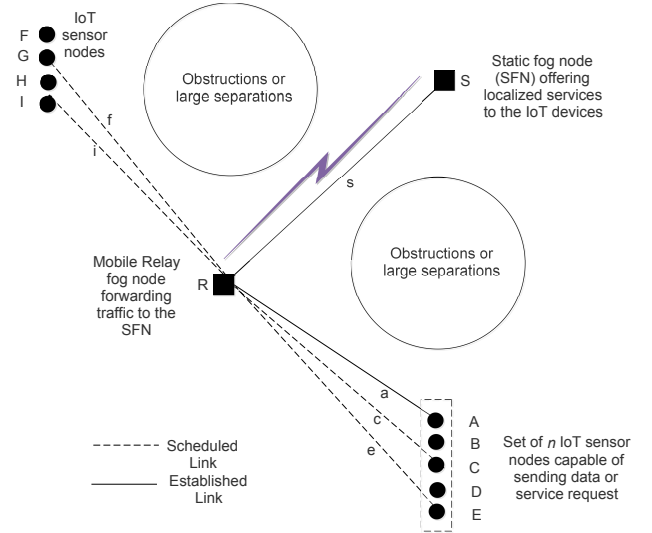 IoT
sensor
nodes
F
G
H
I
Obstructions or
large separations
S
Static fog node
(SFN) offering
localized services
to the IoT devices
f
i
s
Obstructions or
large separations
Mobile Relay
fog node
forwarding
traffic to the
SFN
R
a
c
e
A
B
C
D
E
Set of n IoT sensor
nodes capable of
sending data or
service request
Scheduled
Link
Established
Link